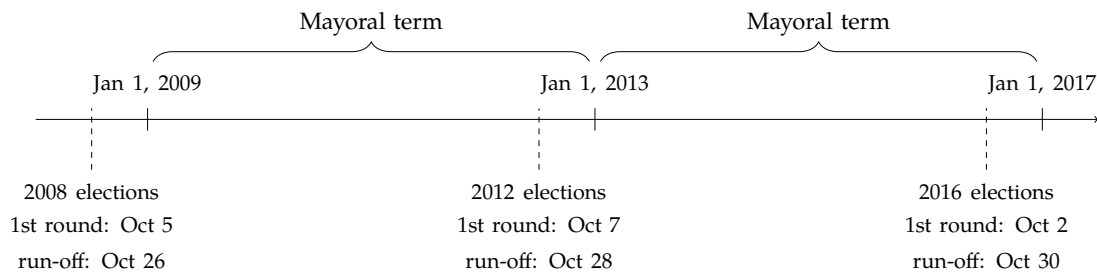 Mayoral term
Mayoral term
Jan 1, 2009
Jan 1, 2013
Jan 1, 2017
2008 elections
1st round: Oct 5
run-off: Oct 26
2012 elections
1st round: Oct 7
run-off: Oct 28
2016 elections
1st round: Oct 2
run-off: Oct 30